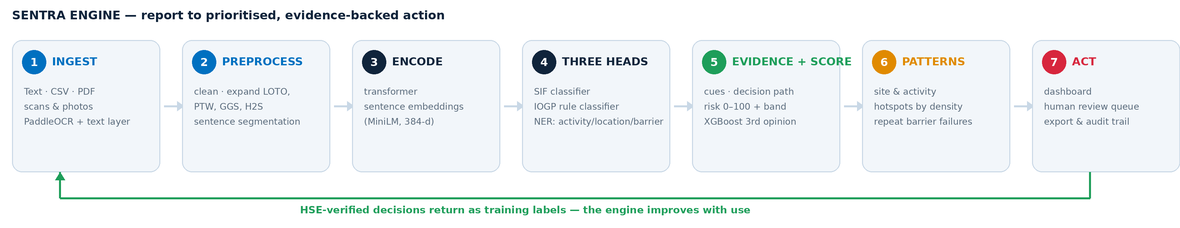 SENTRA ENGINE — report to prioritised, evidence-backed action
1 INGEST
Text · CSV · PDF
scans & photos
PaddleOCR + text layer
2 PREPROCESS
clean · expand LOTO,
PTW, GGS, H2S
sentence segmentation
3 ENCODE
transformer
sentence embeddings
(MiniLM, 384-d)
4 THREE HEADS
SIF classifier
IOGP rule classifier
NER: activity/location/barrier
5 EVIDENCE + SCORE
cues · decision path
risk 0–100 + band
XGBoost 3rd opinion
6 PATTERNS
site & activity
hotspots by density
repeat barrier failures
7 ACT
dashboard
human review queue
export & audit trail
HSE-verified decisions return as training labels — the engine improves with use